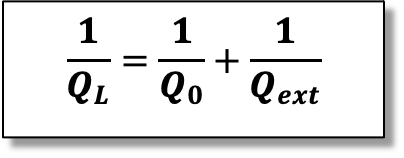 1/Q_L = 1/Q_0 + 1/Q_ext